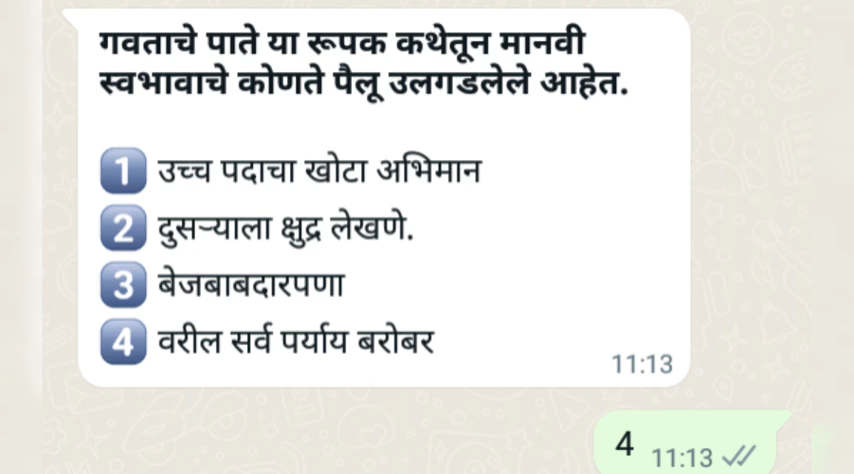 गवताचे पाते या रूपक कथेतून मानवी
स्वभावाचे कोणते पैलू उलगडलेले आहेत.
1 उच्च पदाचा खोटा अभिमान
2 दुसऱ्याला क्षुद्र लेखणे.
3 बेजबाबदारपणा
4 वरील सर्व पर्याय बरोबर
11:13
4 11:13